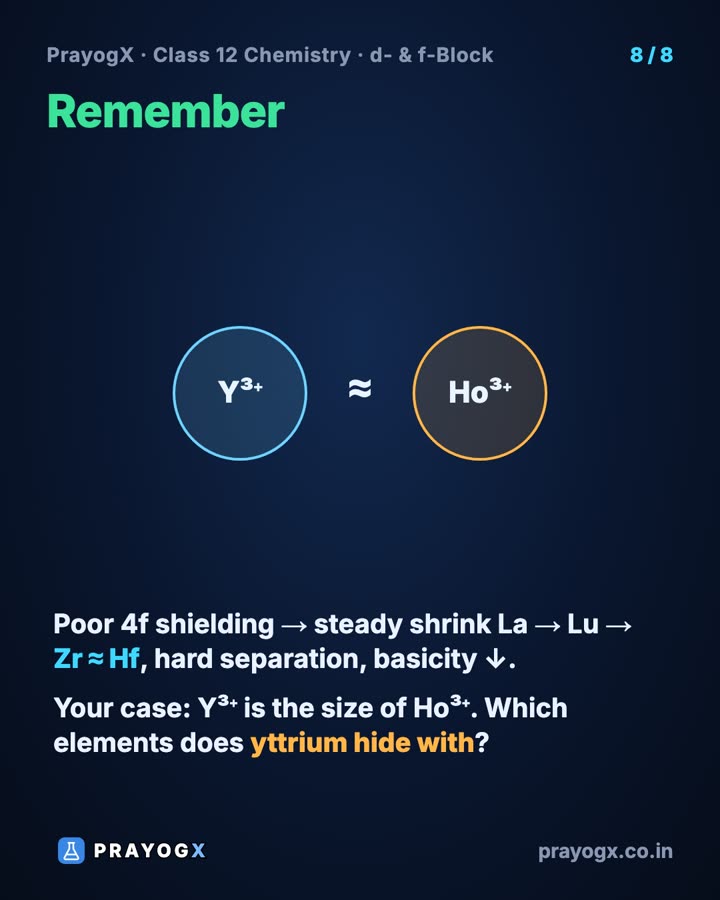 PrayogX · Class 12 Chemistry · d- & f-Block
8 / 8
Remember
Y³⁺
≈
Ho³⁺
Poor 4f shielding → steady shrink La → Lu →
Zr ≈ Hf, hard separation, basicity ↓.
Your case: Y³⁺ is the size of Ho³⁺. Which
elements does yttrium hide with?
PRAYOGX
prayogx.co.in